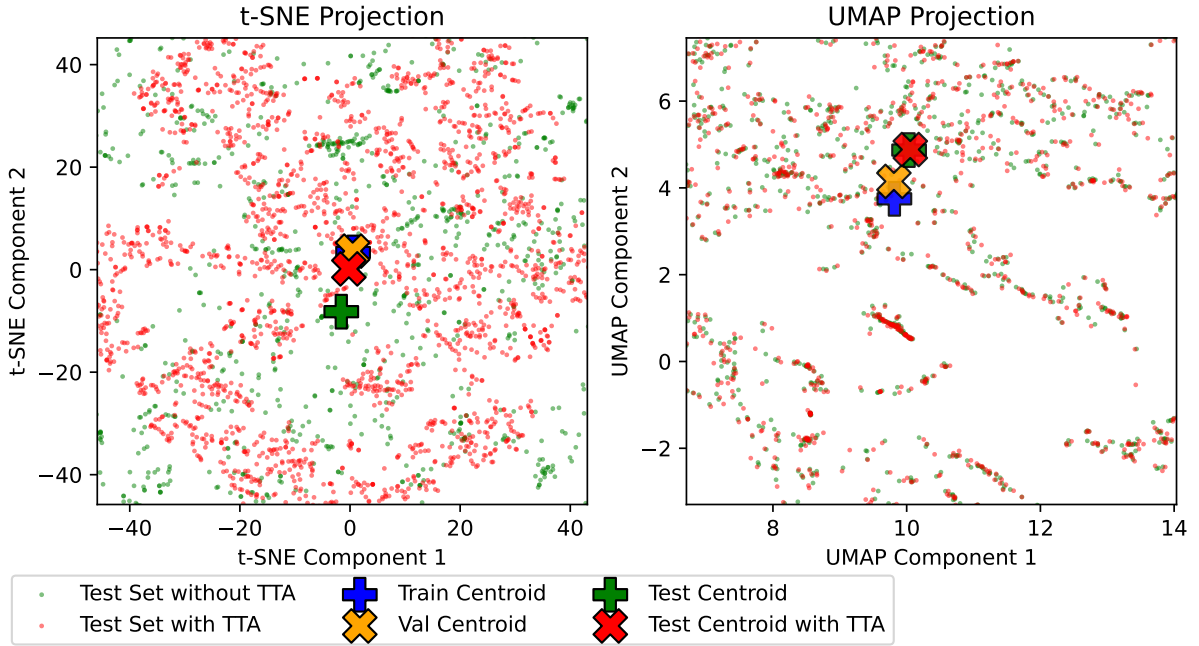 t-SNE Projection
UMAP Projection
t-SNE Component 2
40
20
0
−20
−40
−40
−20
0
20
40
t-SNE Component 1
UMAP Component 2
6
4
2
0
−2
8
10
12
14
UMAP Component 1
Test Set without TTA
Train Centroid
Test Centroid
Test Set with TTA
Val Centroid
Test Centroid with TTA